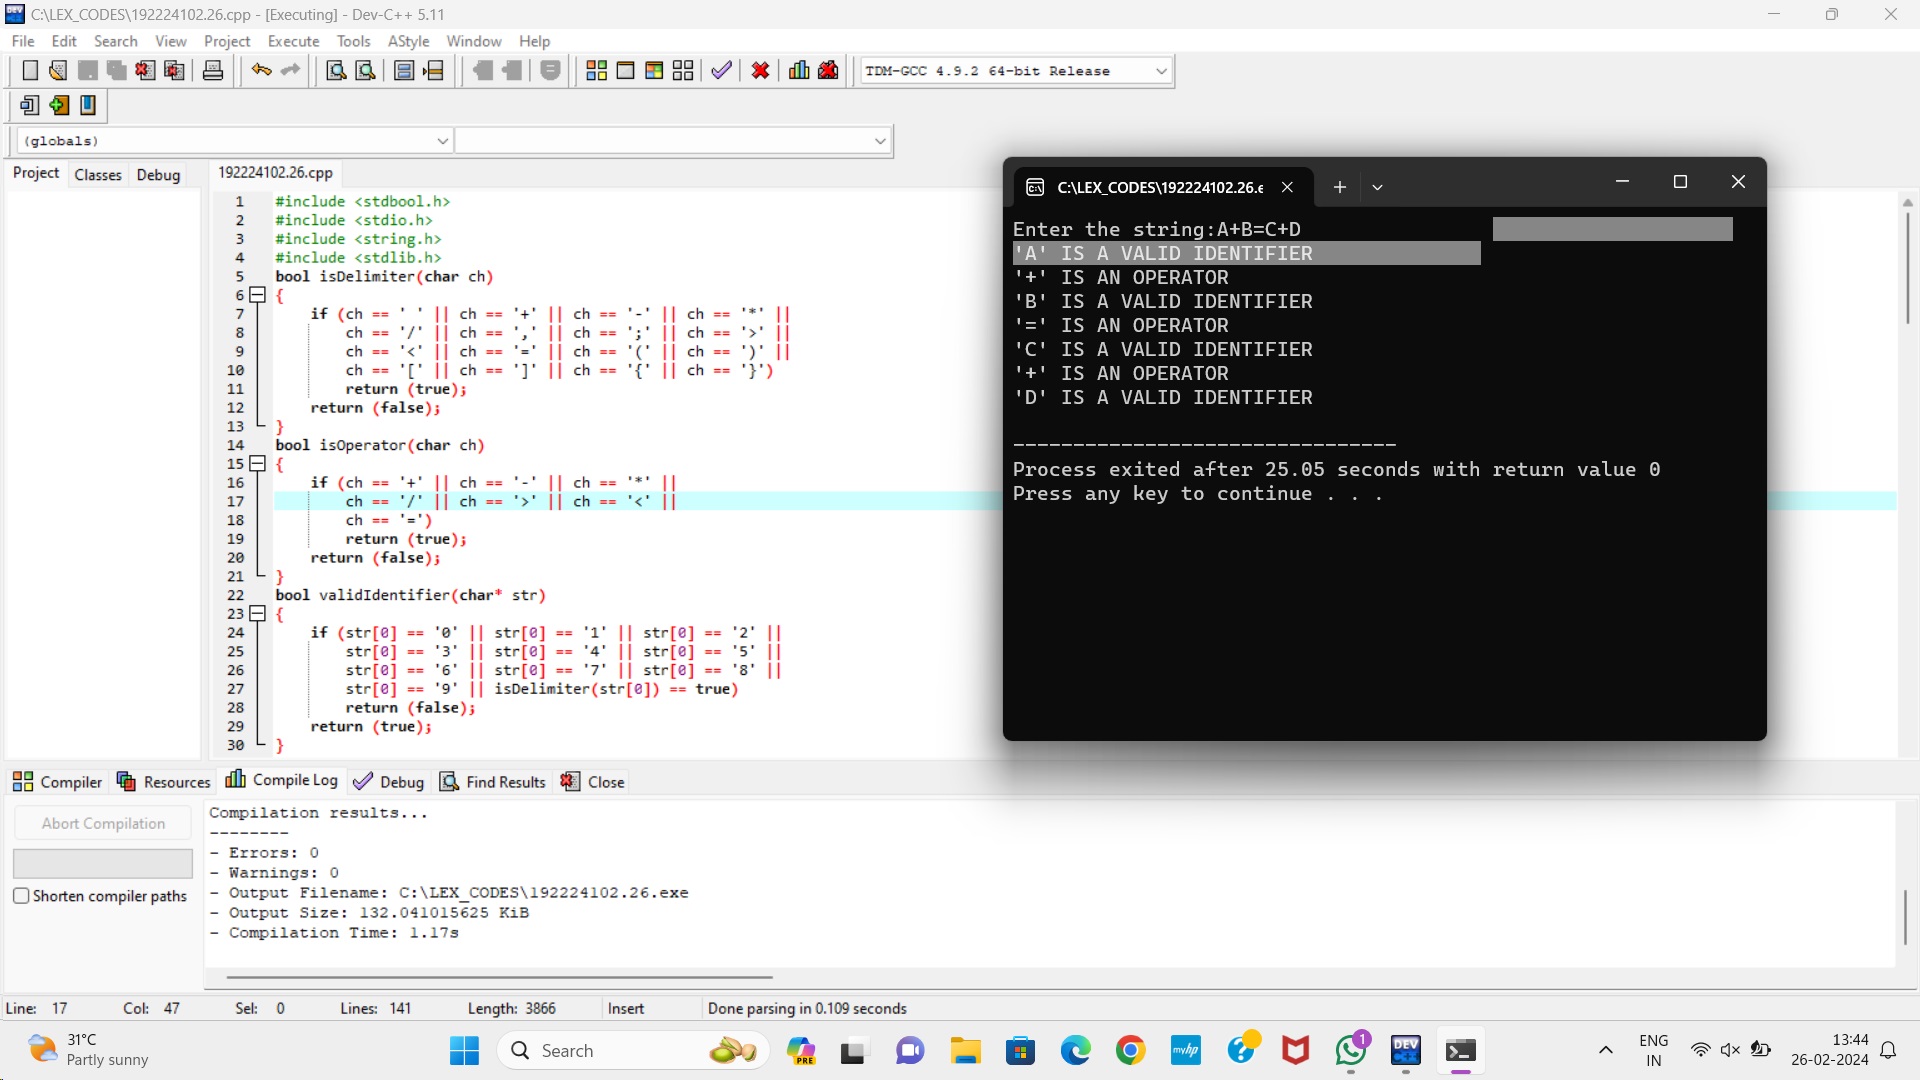 C:\LEX_CODES\192224102.26.cpp - [Executing] - Dev-C++ 5.11
File Edit Search View Project Execute Tools AStyle Window Help
TDM-GCC 4.9.2 64-bit Release
(globals)
Project Classes Debug
192224102.26.cpp
1 #include <stdbool.h>
2 #include <stdio.h>
3 #include <string.h>
4 #include <stdlib.h>
5 bool isDelimiter(char ch)
6 {
7 if (ch == ' ' || ch == '+' || ch == '-' || ch == '*' ||
8 ch == '/' || ch == ',' || ch == ';' || ch == '>' ||
9 ch == '<' || ch == '=' || ch == '(' || ch == ')' ||
10 ch == '[' || ch == ']' || ch == '{' || ch == '}')
11 return (true);
12 return (false);
13 }
14 bool isOperator(char ch)
15 {
16 if (ch == '+' || ch == '-' || ch == '*' ||
17 ch == '/' || ch == '>' || ch == '<' ||
18 ch == '=')
19 return (true);
20 return (false);
21 }
22 bool validIdentifier(char* str)
23 {
24 if (str[0] == '0' || str[0] == '1' || str[0] == '2' ||
25 str[0] == '3' || str[0] == '4' || str[0] == '5' ||
26 str[0] == '6' || str[0] == '7' || str[0] == '8' ||
27 str[0] == '9' || isDelimiter(str[0]) == true)
28 return (false);
29 return (true);
30 }
C:\LEX_CODES\192224102.26.e
Enter the string:A+B=C+D
'A' IS A VALID IDENTIFIER
'+' IS AN OPERATOR
'B' IS A VALID IDENTIFIER
'=' IS AN OPERATOR
'C' IS A VALID IDENTIFIER
'+' IS AN OPERATOR
'D' IS A VALID IDENTIFIER
--------------------------------
Process exited after 25.05 seconds with return value 0
Press any key to continue . . .
Compiler Resources Compile Log Debug Find Results Close
Abort Compilation
Shorten compiler paths
Compilation results...
--------
- Errors: 0
- Warnings: 0
- Output Filename: C:\LEX_CODES\192224102.26.exe
- Output Size: 132.041015625 KiB
- Compilation Time: 1.17s
Line: 17 Col: 47 Sel: 0 Lines: 141 Length: 3866 Insert Done parsing in 0.109 seconds
31°C
Partly sunny
Search
PRE
myhp
1
DEV
ENG
IN
13:44
26-02-2024